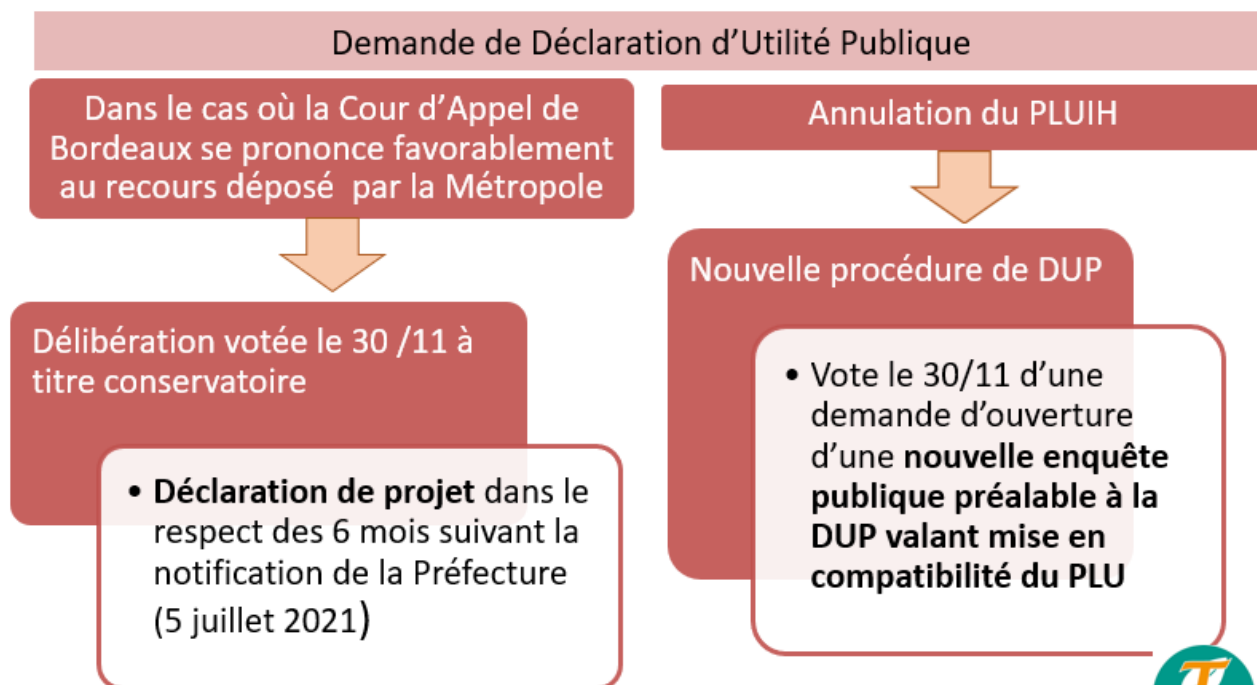 Demande de Déclaration d’Utilité Publique
Dans le cas où la Cour d’Appel de
Bordeaux se prononce favorablement
au recours déposé par la Métropole
Délibération votée le 30 /11 à
titre conservatoire
• Déclaration de projet dans le
respect des 6 mois suivant la
notification de la Préfecture
(5 juillet 2021)
Annulation du PLUIH
Nouvelle procédure de DUP
• Vote le 30/11 d’une
demande d’ouverture
d’une nouvelle enquête
publique préalable à la
DUP valant mise en
compatibilité du PLU